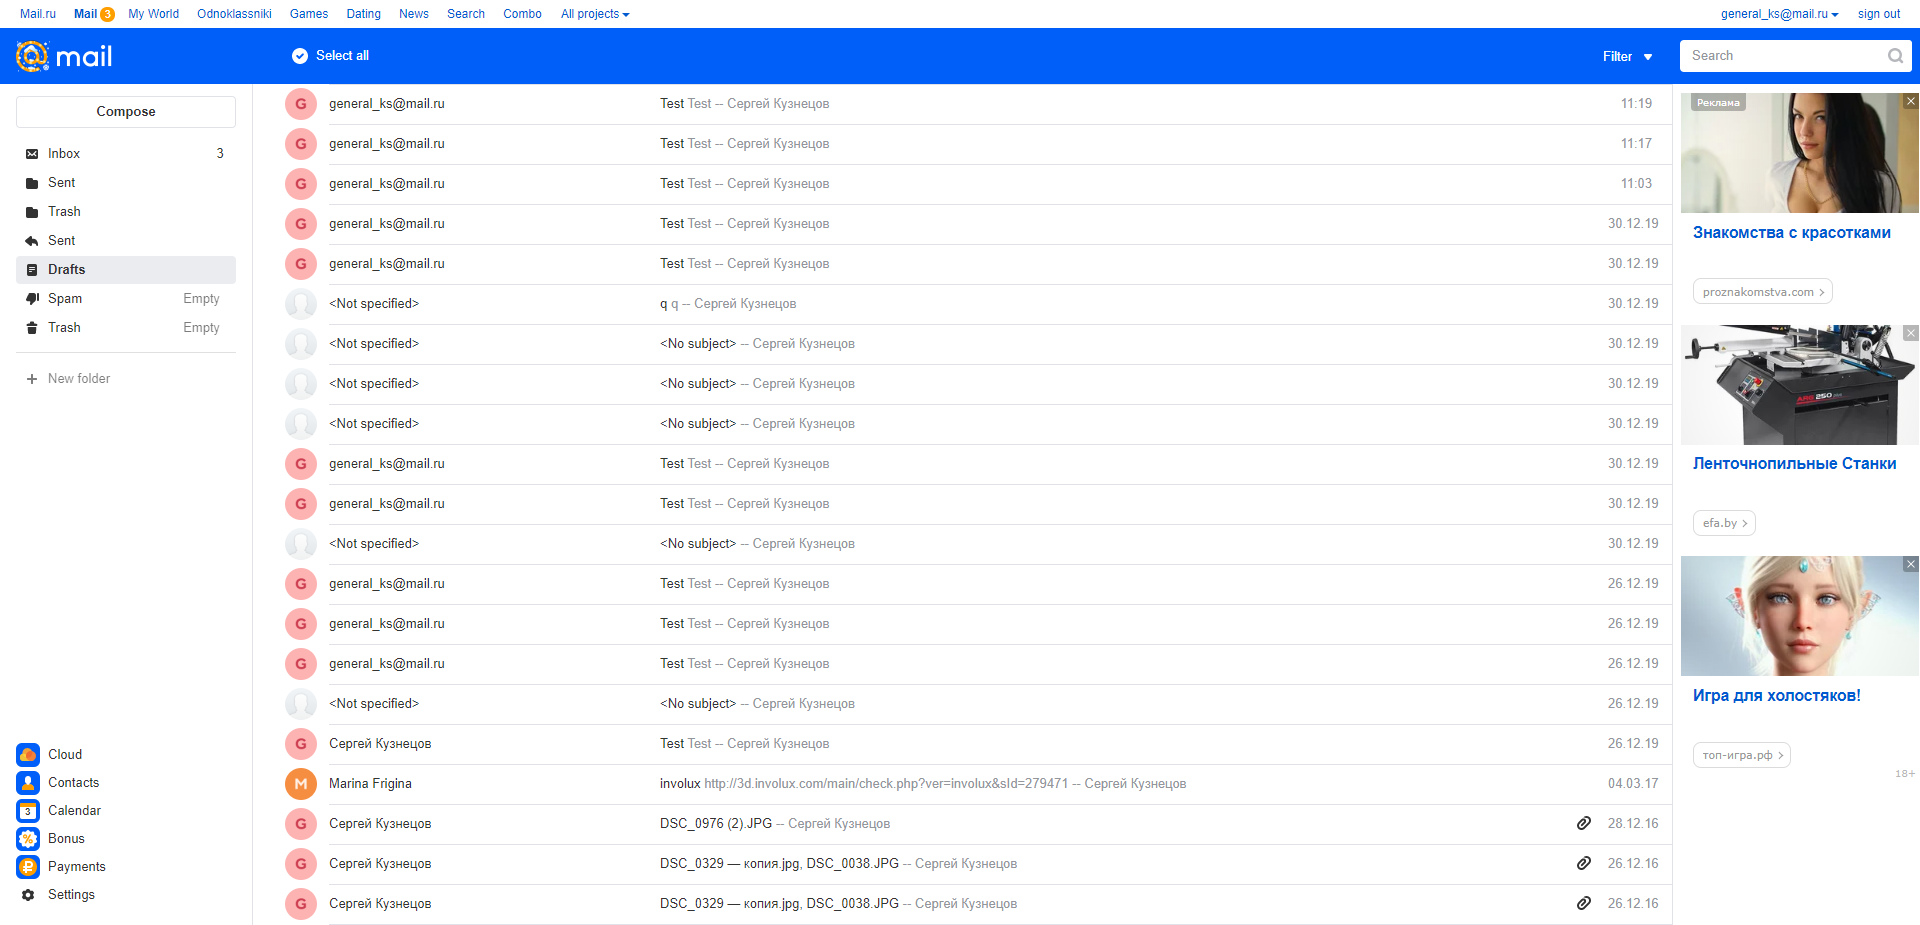 Mail.ru Mail 3 My World Odnoklassniki Games Dating News Search Combo All projects general_ks@mail.ru sign out
mail Select all Filter Search
Compose
Inbox 3
Sent
Trash
Sent
Drafts
Spam Empty
Trash Empty
New folder
Cloud
Contacts
3 Calendar
% Bonus
₽ Payments
Settings
G general_ks@mail.ru Test Test -- Сергей Кузнецов 11:19
G general_ks@mail.ru Test Test -- Сергей Кузнецов 11:17
G general_ks@mail.ru Test Test -- Сергей Кузнецов 11:03
G general_ks@mail.ru Test Test -- Сергей Кузнецов 30.12.19
G general_ks@mail.ru Test Test -- Сергей Кузнецов 30.12.19
<Not specified> q q -- Сергей Кузнецов 30.12.19
<Not specified> <No subject> -- Сергей Кузнецов 30.12.19
<Not specified> <No subject> -- Сергей Кузнецов 30.12.19
<Not specified> <No subject> -- Сергей Кузнецов 30.12.19
G general_ks@mail.ru Test Test -- Сергей Кузнецов 30.12.19
G general_ks@mail.ru Test Test -- Сергей Кузнецов 30.12.19
<Not specified> <No subject> -- Сергей Кузнецов 30.12.19
G general_ks@mail.ru Test Test -- Сергей Кузнецов 26.12.19
G general_ks@mail.ru Test Test -- Сергей Кузнецов 26.12.19
G general_ks@mail.ru Test Test -- Сергей Кузнецов 26.12.19
<Not specified> <No subject> -- Сергей Кузнецов 26.12.19
G Сергей Кузнецов Test Test -- Сергей Кузнецов 26.12.19
M Marina Frigina involux http://3d.involux.com/main/check.php?ver=involux&sId=279471 -- Сергей Кузнецов 04.03.17
G Сергей Кузнецов DSC_0976 (2).JPG -- Сергей Кузнецов 28.12.16
G Сергей Кузнецов DSC_0329 — копия.jpg, DSC_0038.JPG -- Сергей Кузнецов 26.12.16
G Сергей Кузнецов DSC_0329 — копия.jpg, DSC_0038.JPG -- Сергей Кузнецов 26.12.16
Реклама
Знакомства с красотками
proznakomstva.com
ARG 250
Ленточнопильные Станки
efa.by
Игра для холостяков!
топ-игра.рф
18+